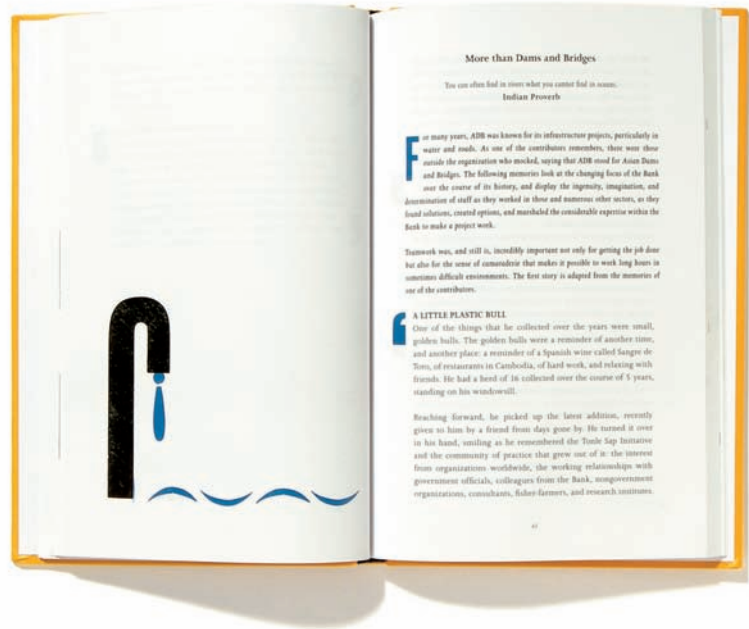 More than Dams and Bridges
You can often find in rivers what you cannot find in oceans.
Indian Proverb
For many years, ADB was known for its infrastructure projects, particularly in
water and roads. As one of the contributors remembers, there were those
outside the organization who mocked, saying that ADB stood for Asian Dams
and Bridges. The following memories look at the changing focus of the Bank
over the course of its history, and display the ingenuity, imagination, and
determination of staff as they worked in these and numerous other sectors, as they
found solutions, created options, and marshaled the considerable expertise within the
Bank to make a project work.
Teamwork was, and still is, incredibly important not only for getting the job done
but also for the sense of camaraderie that makes it possible to work long hours in
sometimes difficult environments. The first story is adapted from the memories of
one of the contributors.
A LITTLE PLASTIC BULL
One of the things that he collected over the years were small,
golden bulls. The golden bulls were a reminder of another time,
and another place: a reminder of a Spanish wine called Sangre de
Toro, of restaurants in Cambodia, of hard work, and relaxing with
friends. He had a herd of 16 collected over the course of 5 years,
standing on his windowsill.
Reaching forward, he picked up the latest addition, recently
given to him by a friend from days gone by. He turned it over
in his hand, smiling as he remembered the Tonle Sap Initiative
and the community of practice that grew out of it: the interest
from organizations worldwide, the working relationships with
government officials, colleagues from the Bank, nongovernment
organizations, consultants, fisher-farmers, and research institutes.